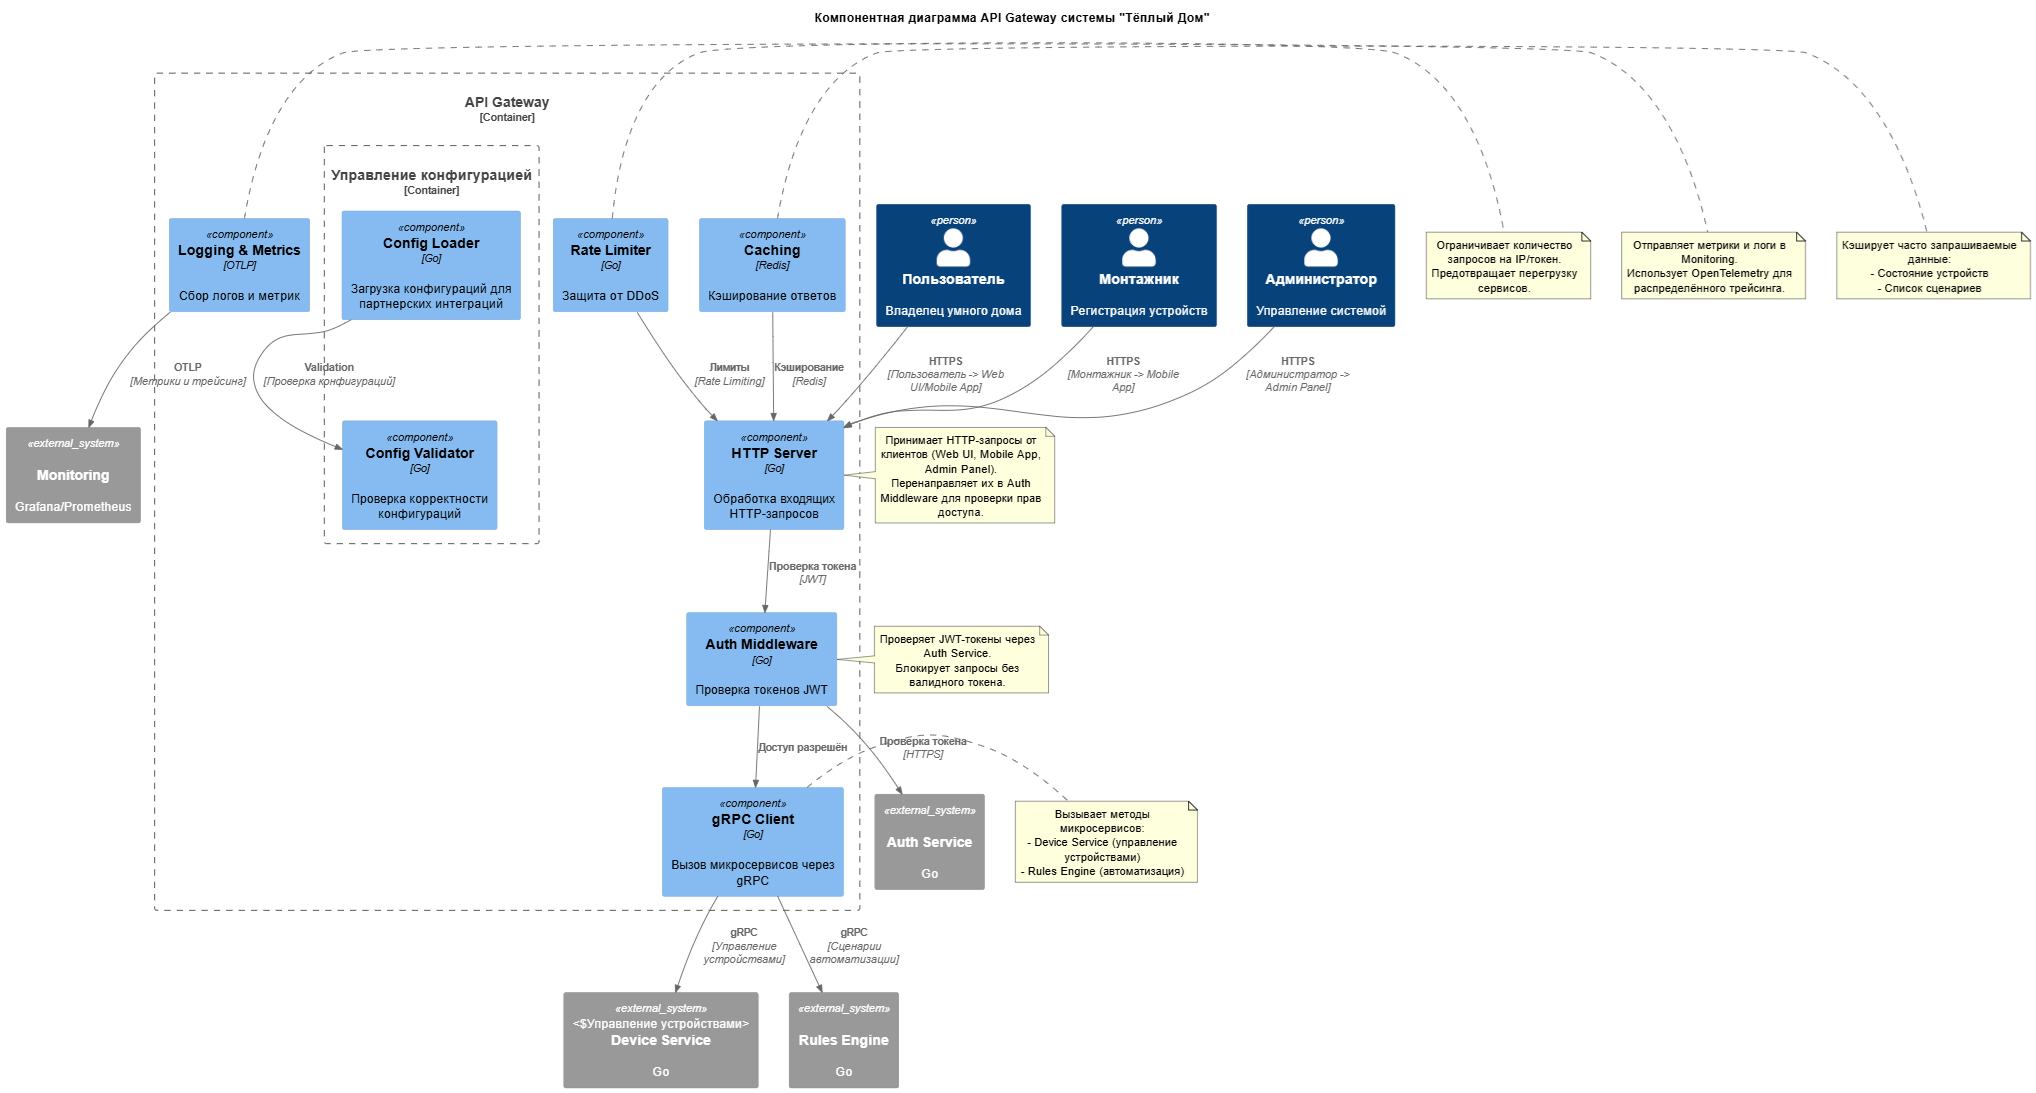 Компонентная диаграмма API Gateway системы "Тёплый Дом"
API Gateway
[Container]
Управление конфигурацией
[Container]
«component»
Logging & Metrics
[OTLP]
Сбор логов и метрик
«component»
Config Loader
[Go]
Загрузка конфигураций для
партнерских интеграций
«component»
Rate Limiter
[Go]
Защита от DDoS
«component»
Caching
[Redis]
Кэширование ответов
«person»
Пользователь
Владелец умного дома
«person»
Монтажник
Регистрация устройств
«person»
Администратор
Управление системой
Ограничивает количество
запросов на IP/токен.
Предотвращает перегрузку
сервисов.
Отправляет метрики и логи в
Monitoring.
Использует OpenTelemetry для
распределённого трейсинга.
Кэширует часто запрашиваемые
данные:
- Состояние устройств
- Список сценариев
OTLP
[Метрики и трейсинг]
Validation
[Проверка конфигураций]
Лимиты
[Rate Limiting]
Кэширование
[Redis]
HTTPS
[Пользователь -> Web
UI/Mobile App]
HTTPS
[Монтажник -> Mobile
App]
HTTPS
[Администратор ->
Admin Panel]
«external_system»
Monitoring
Grafana/Prometheus
«component»
Config Validator
[Go]
Проверка корректности
конфигураций
«component»
HTTP Server
[Go]
Обработка входящих
HTTP-запросов
Принимает HTTP-запросы от
клиентов (Web UI, Mobile App,
Admin Panel).
Перенаправляет их в Auth
Middleware для проверки прав
доступа.
Проверка токена
[JWT]
«component»
Auth Middleware
[Go]
Проверка токенов JWT
Проверяет JWT-токены через
Auth Service.
Блокирует запросы без
валидного токена.
Доступ разрешён
Проверка токена
[HTTPS]
«component»
gRPC Client
[Go]
Вызов микросервисов через
gRPC
«external_system»
Auth Service
Go
Вызывает методы
микросервисов:
- Device Service (управление
устройствами)
- Rules Engine (автоматизация)
gRPC
[Управление
устройствами]
gRPC
[Сценарии
автоматизации]
«external_system»
<$Управление устройствами>
Device Service
Go
«external_system»
Rules Engine
Go